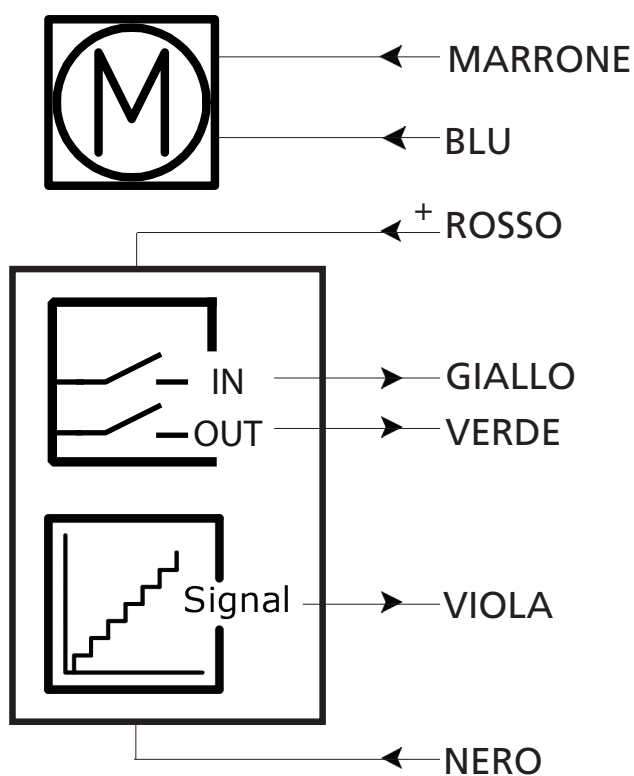 M
MARRONE
BLU
+ ROSSO
IN
GIALLO
OUT
VERDE
Signal
VIOLA
NERO